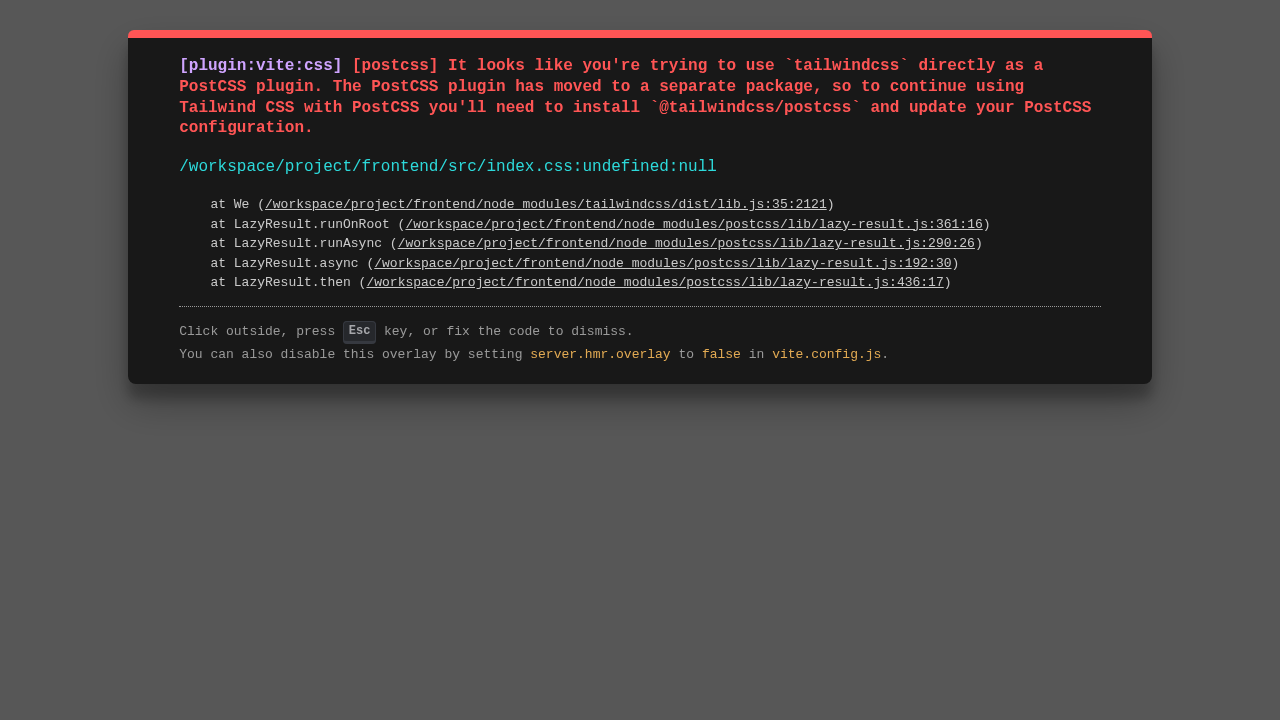 [plugin:vite:css] [postcss] It looks like you're trying to use `tailwindcss` directly as a
PostCSS plugin. The PostCSS plugin has moved to a separate package, so to continue using
Tailwind CSS with PostCSS you'll need to install `@tailwindcss/postcss` and update your PostCSS
configuration.
/workspace/project/frontend/src/index.css:undefined:null
at We (/workspace/project/frontend/node_modules/tailwindcss/dist/lib.js:35:2121)
at LazyResult.runOnRoot (/workspace/project/frontend/node_modules/postcss/lib/lazy-result.js:361:16)
at LazyResult.runAsync (/workspace/project/frontend/node_modules/postcss/lib/lazy-result.js:290:26)
at LazyResult.async (/workspace/project/frontend/node_modules/postcss/lib/lazy-result.js:192:30)
at LazyResult.then (/workspace/project/frontend/node_modules/postcss/lib/lazy-result.js:436:17)
Click outside, press Esc key, or fix the code to dismiss.
You can also disable this overlay by setting server.hmr.overlay to false in vite.config.js.